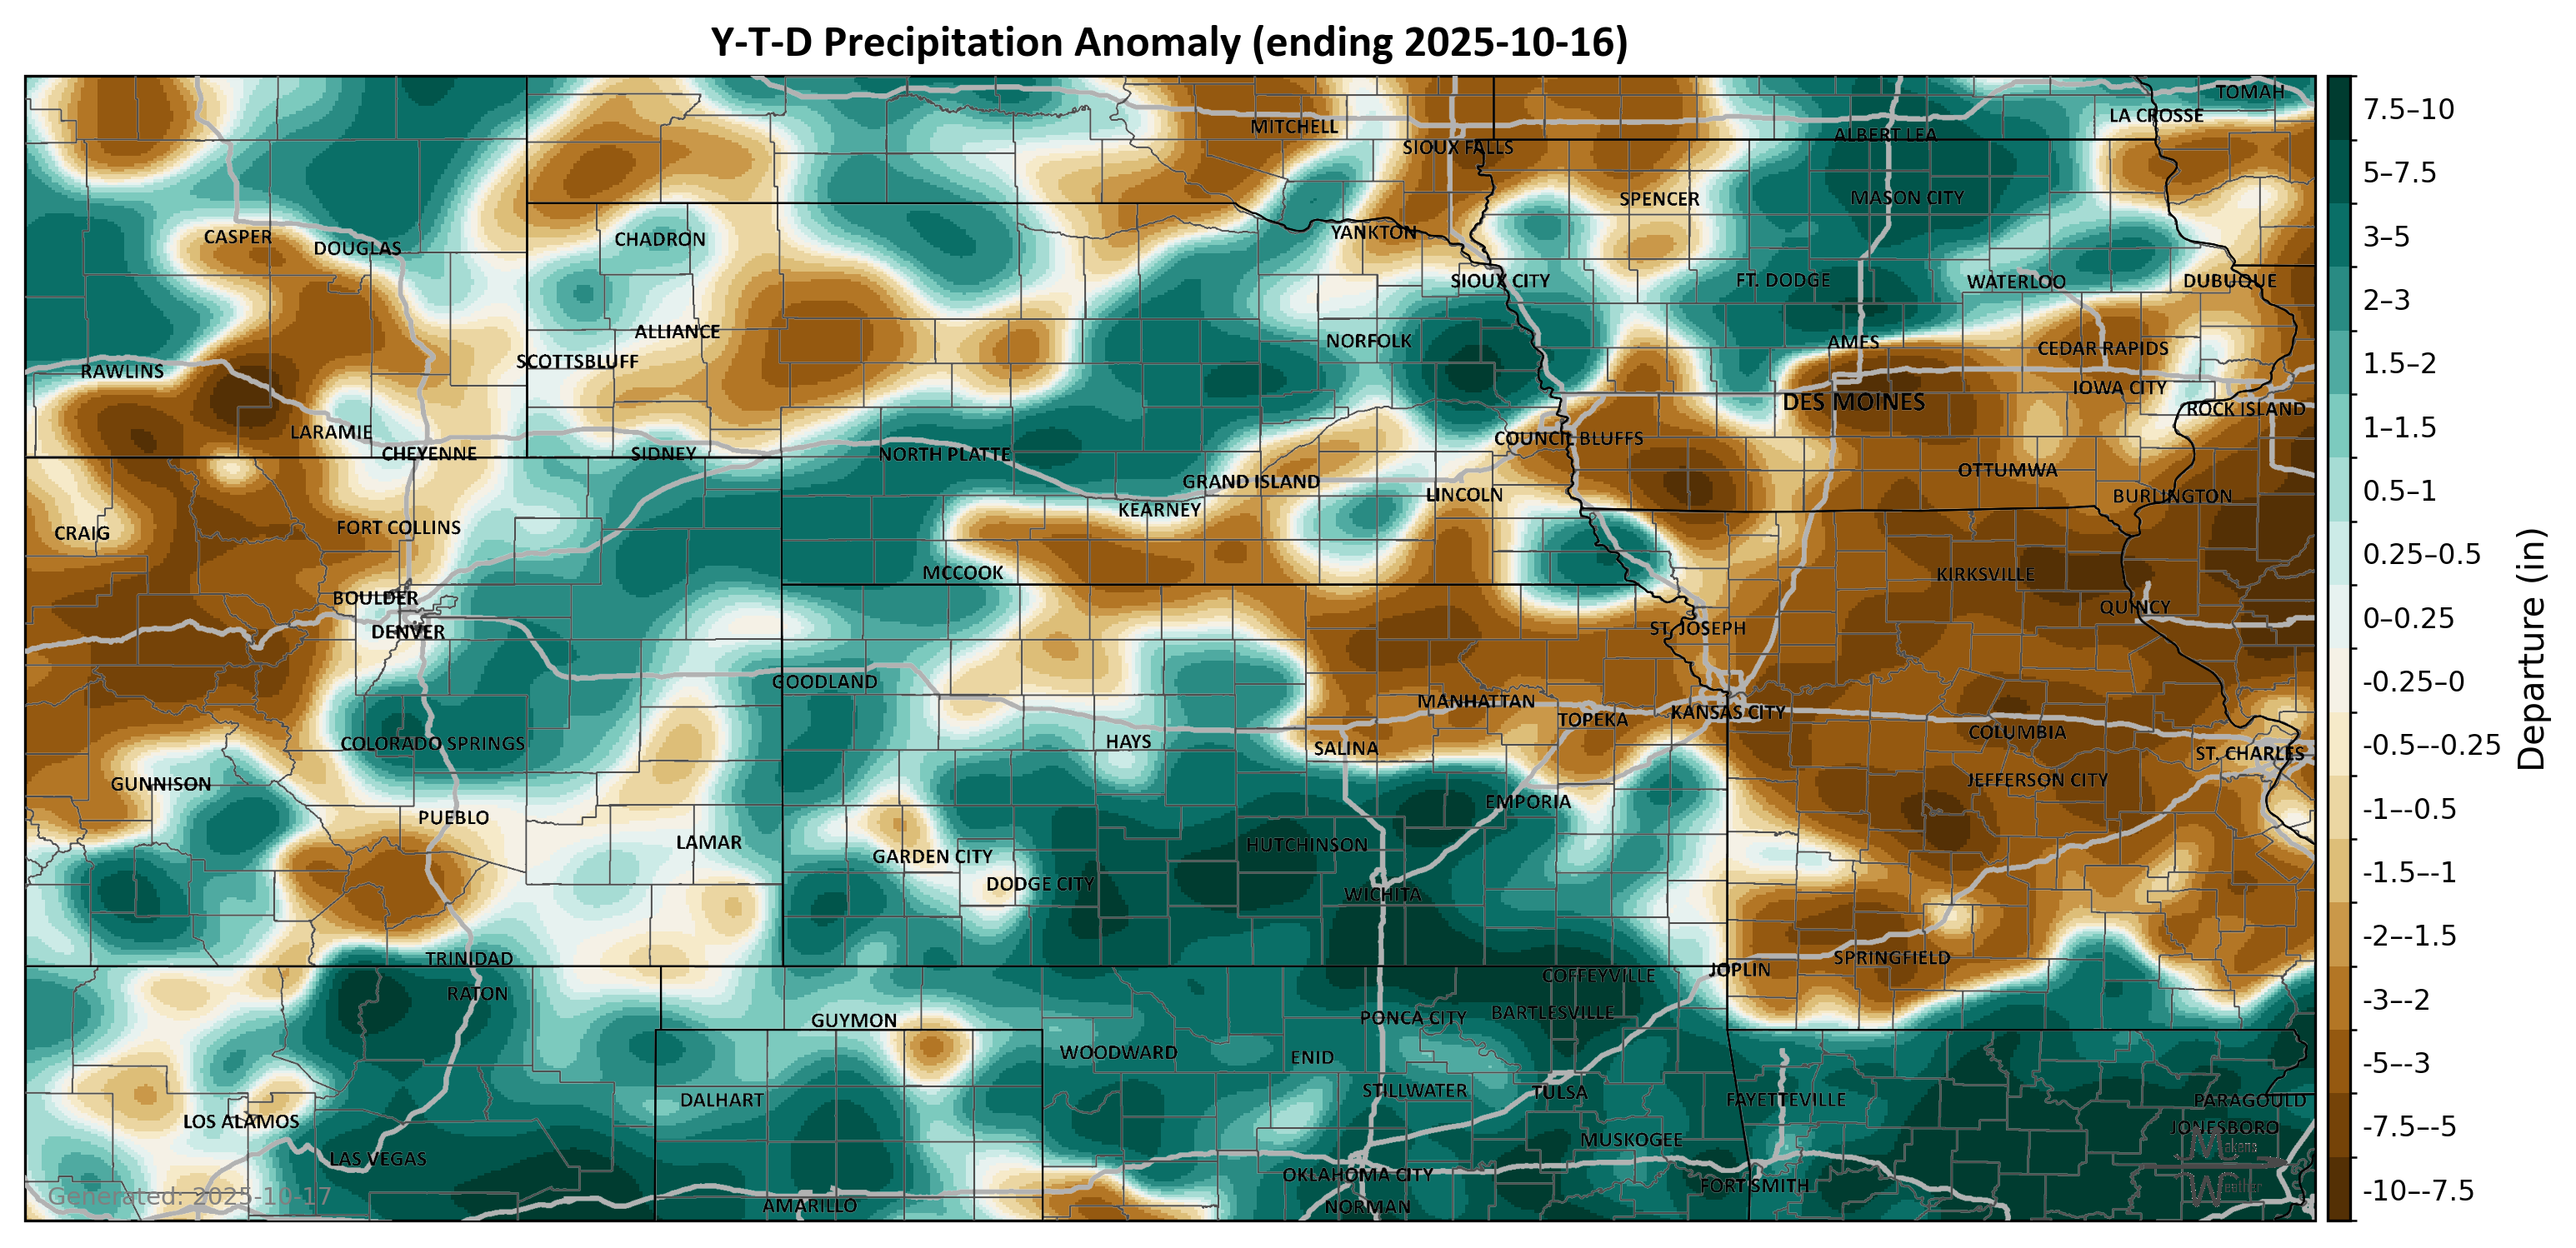 Y-T-D Precipitation Anomaly (ending 2025-10-16)
TOMAH
LA CROSSE
MITCHELL
ALBERT LEA
SIOUX FALLS
SPENCER
MASON CITY
CASPER
DOUGLAS
CHADRON
YANKTON
SIOUX CITY
FT. DODGE
WATERLOO
DUBUQUE
ALLIANCE
SCOTTSBLUFF
NORFOLK
AMES
CEDAR RAPIDS
RAWLINS
IOWA CITY
DES MOINES
ROCK ISLAND
LARAMIE
CHEYENNE
SIDNEY
NORTH PLATTE
COUNCIL BLUFFS
GRAND ISLAND
LINCOLN
OTTUMWA
BURLINGTON
KEARNEY
CRAIG
FORT COLLINS
MCCOOK
KIRKSVILLE
BOULDER
QUINCY
DENVER
ST. JOSEPH
GOODLAND
MANHATTAN
TOPEKA
KANSAS CITY
COLUMBIA
COLORADO SPRINGS
HAYS
SALINA
ST. CHARLES
GUNNISON
JEFFERSON CITY
PUEBLO
EMPORIA
LAMAR
HUTCHINSON
GARDEN CITY
DODGE CITY
WICHITA
TRINIDAD
SPRINGFIELD
JOPLIN
COFFEYVILLE
RATON
GUYMON
PONCA CITY
BARTLESVILLE
WOODWARD
ENID
STILLWATER
TULSA
DALHART
FAYETTEVILLE
PARAGOULD
LOS ALAMOS
JONESBORO
MUSKOGEE
Makens
Weather
LAS VEGAS
OKLAHOMA CITY
FORT SMITH
Generated: 2025-10-17
AMARILLO
NORMAN
7.5–10
5–7.5
3–5
2–3
1.5–2
1–1.5
0.5–1
0.25–0.5
0–0.25
-0.25–0
-0.5–-0.25
-1–-0.5
-1.5–-1
-2–-1.5
-3–-2
-5–-3
-7.5–-5
-10–-7.5
Departure (in)